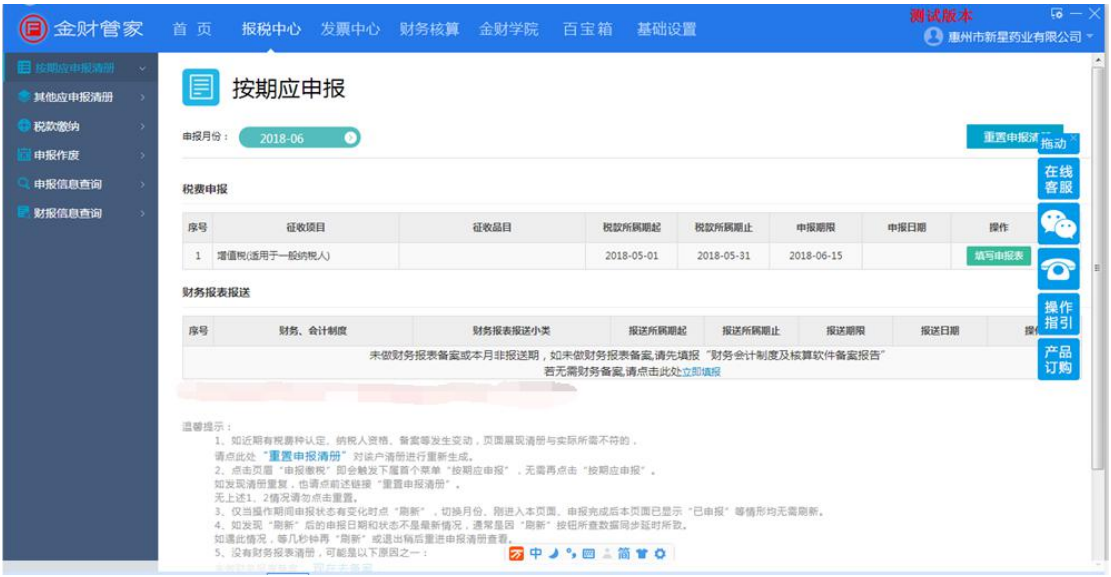 测试版本
金财管家
首 页 报税中心 发票中心 财务核算 金财学院 百宝箱 基础设置
惠州市新星药业有限公司
按期应申报清册
其他应申报清册
税款缴纳
申报作废
申报信息查询
财报信息查询
按期应申报
申报月份： 2018-06
重置申报清
拖动
在线
客服
税费申报
序号 征收项目 征收品目 税款所属期起 税款所属期止 申报期限 申报日期 操作
1 增值税(适用于一般纳税人) 2018-05-01 2018-05-31 2018-06-15 填写申报表
操作
指引
财务报表报送
序号 财务、会计制度 财务报表报送小类 报送所属期起 报送所属期止 报送期限 报送日期
产品
订购
未做财务报表备案或本月非报送期，如未做财务报表备案,请先填报“财务会计制度及核算软件备案报告”
若无需财务备案,请点击此处立即填报
温馨提示：
1、如近期有税费种认定、纳税人资格、备案等发生变动，页面展现清册与实际所需不符的，
请点此处“重置申报清册”对该户清册进行重新生成。
2、点击页眉“申报缴税”即会触发下属首个菜单“按期应申报”，无需再点击“按期应申报”。
如发现清册重复，也请点前述链接“重置申报清册”。
无上述1、2情况请勿点击重置。
3、仅当操作期间申报状态有变化时点“刷新”，切换月份、刚进入本页面、申报完成后本页面已显示“已申报”等情形均无需刷新。
4、如发现“刷新”后的申报日期和状态不是最新情况，通常是因“刷新”按钮所查数据同步延时所致。
如遇此情况，等几秒钟再“刷新”或退出稍后重进申报清册查看。
5、没有财务报表清册，可能是以下原因之一：
中 简